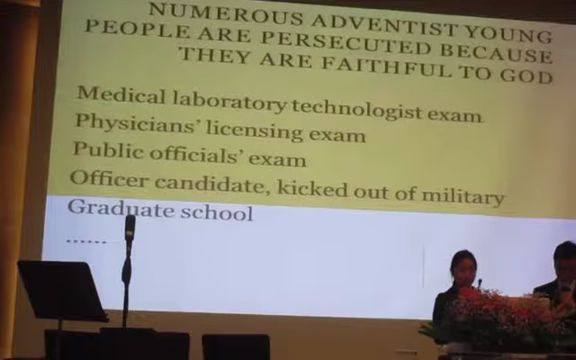 NUMEROUS ADVENTIST YOUNG
PEOPLE ARE PERSECUTED BECAUSE
THEY ARE FAITHFUL TO GOD
Medical laboratory technologist exam
Physicians' licensing exam
Public officials' exam
Officer candidate, kicked out of military
Graduate school
......